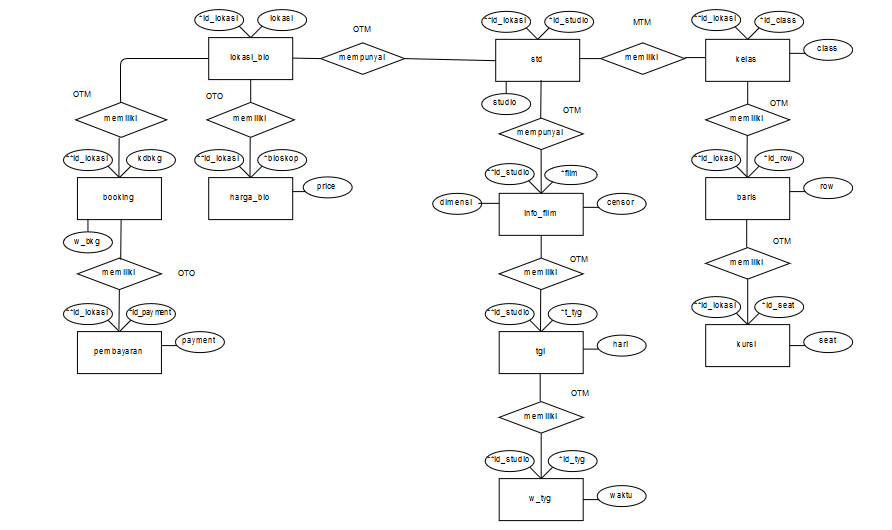 *id_lokasi
lokasi
**id_lokasi
*id_studio
*id_lokasi
*id_class
OTM
MTM
lokasi_bio
mempunyai
std
memiliki
kelas
class
OTM
OTO
studio
OTM
OTM
memiliki
memiliki
mempunyai
memiliki
**id_lokasi
kdbkg
**id_lokasi
*bioskop
**id_studio
*film
**id_lokasi
*id_row
booking
harga_bio
price
dimensi
info_film
censor
baris
row
w_bkg
OTM
OTM
memiliki
OTO
memiliki
memiliki
**id_lokasi
*id_payment
**id_studio
*t_tyg
**id_lokasi
*id_seat
pembayaran
payment
tgl
hari
kursi
seat
OTM
memiliki
**id_studio
*id_tyg
w_tyg
waktu